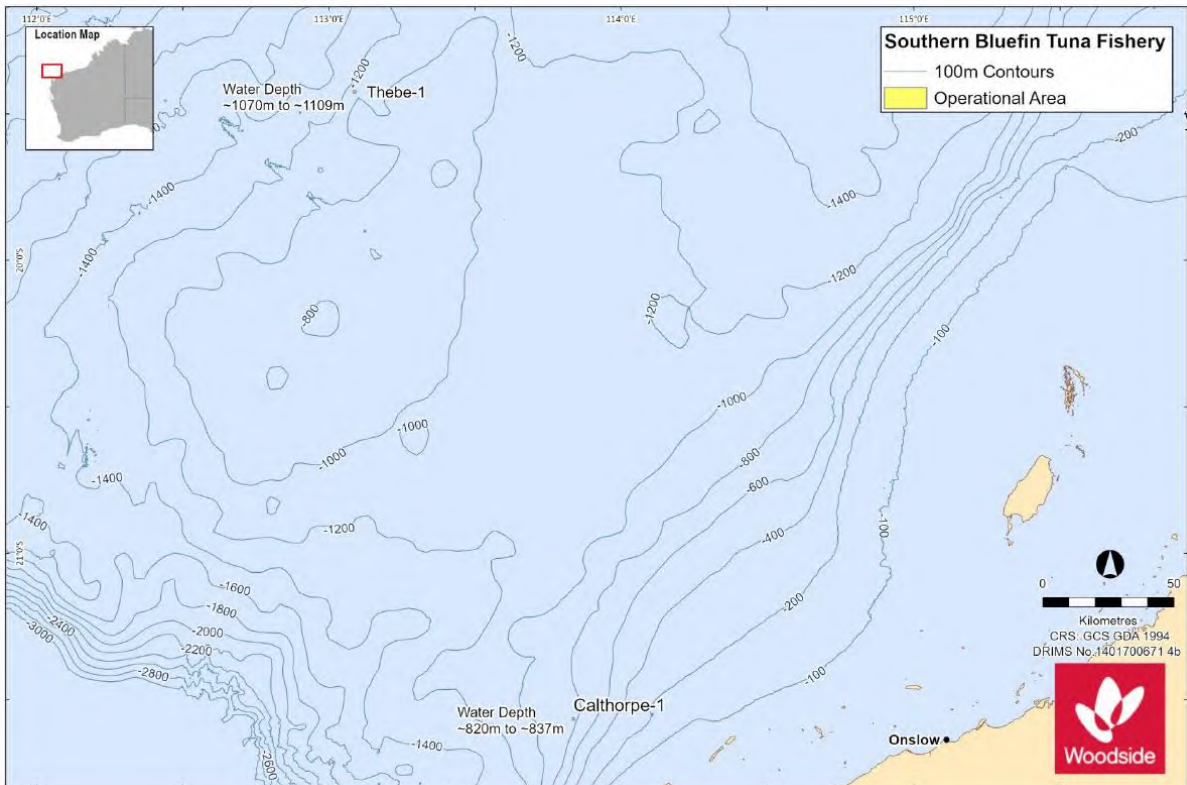 112°0'E
113°0'E
114°0'E
115°0'E
Location Map
Southern Bluefin Tuna Fishery
100m Contours
Operational Area
Water Depth
~1070m to ~1109m
Thebe-1
-1200
-1200
-200
-1400
-1400
-1400
20°0'S
-1200
-800
-1200
-100
-1000
-1000
-1000
-800
-1400
-600
-1400
-1200
-100
-400
21°0'S
-1600
-200
-1800
-2400
-2000
-3000
-2200
-2800
-100
0 50
Kilometres
CRS: GCS GDA 1994
DRIMS No.1401700671 4b
Water Depth
~820m to ~837m
Calthorpe-1
-1400
-2600
Onslow
Woodside